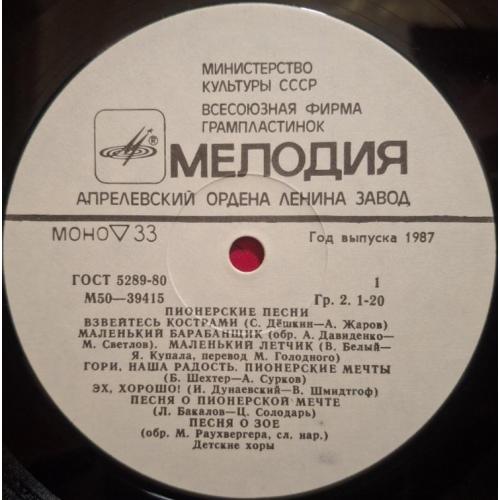 МИНИСТЕРСТВО
КУЛЬТУРЫ СССР
ВСЕСОЮЗНАЯ ФИРМА
ГРАМПЛАСТИНОК
®
МЕЛОДИЯ
АПРЕЛЕВСКИЙ ОРДЕНА ЛЕНИНА ЗАВОД
МОНО▽33
Год выпуска 1987
ГОСТ 5289-80
1
М50—39415
Гр. 2. 1-20
ПИОНЕРСКИЕ ПЕСНИ
ВЗВЕЙТЕСЬ КОСТРАМИ (С. Дёшкин—А. Жаров)
МАЛЕНЬКИЙ БАРАБАНЩИК (обр. А. Давиденко—
М. Светлов). МАЛЕНЬКИЙ ЛЕТЧИК (В. Белый—
Я. Купала, перевод М. Голодного)
ГОРИ, НАША РАДОСТЬ. ПИОНЕРСКИЕ МЕЧТЫ
(Б. Шехтер—А. Сурков)
ЭХ, ХОРОШО! (И. Дунаевский—В. Шмидтгоф)
ПЕСНЯ О ПИОНЕРСКОЙ МЕЧТЕ
(Л. Бакалов—Ц. Солодарь)
ПЕСНЯ О ЗОЕ
(обр. М. Раухвергера, сл. нар.)
Детские хоры